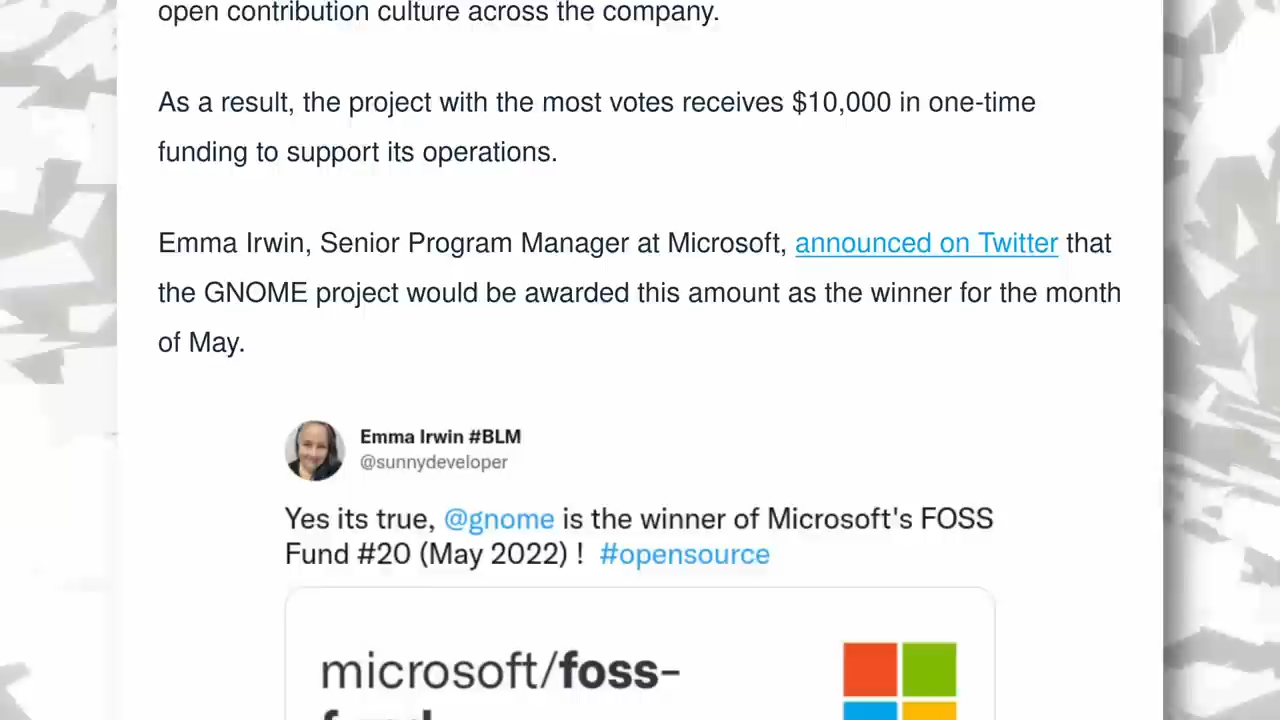 open contribution culture across the company.
As a result, the project with the most votes receives $10,000 in one-time
funding to support its operations.
Emma Irwin, Senior Program Manager at Microsoft, announced on Twitter that
the GNOME project would be awarded this amount as the winner for the month
of May.
Emma Irwin #BLM
@sunnydeveloper
Yes its true, @gnome is the winner of Microsoft's FOSS
Fund #20 (May 2022) ! #opensource
microsoft/foss-
fund